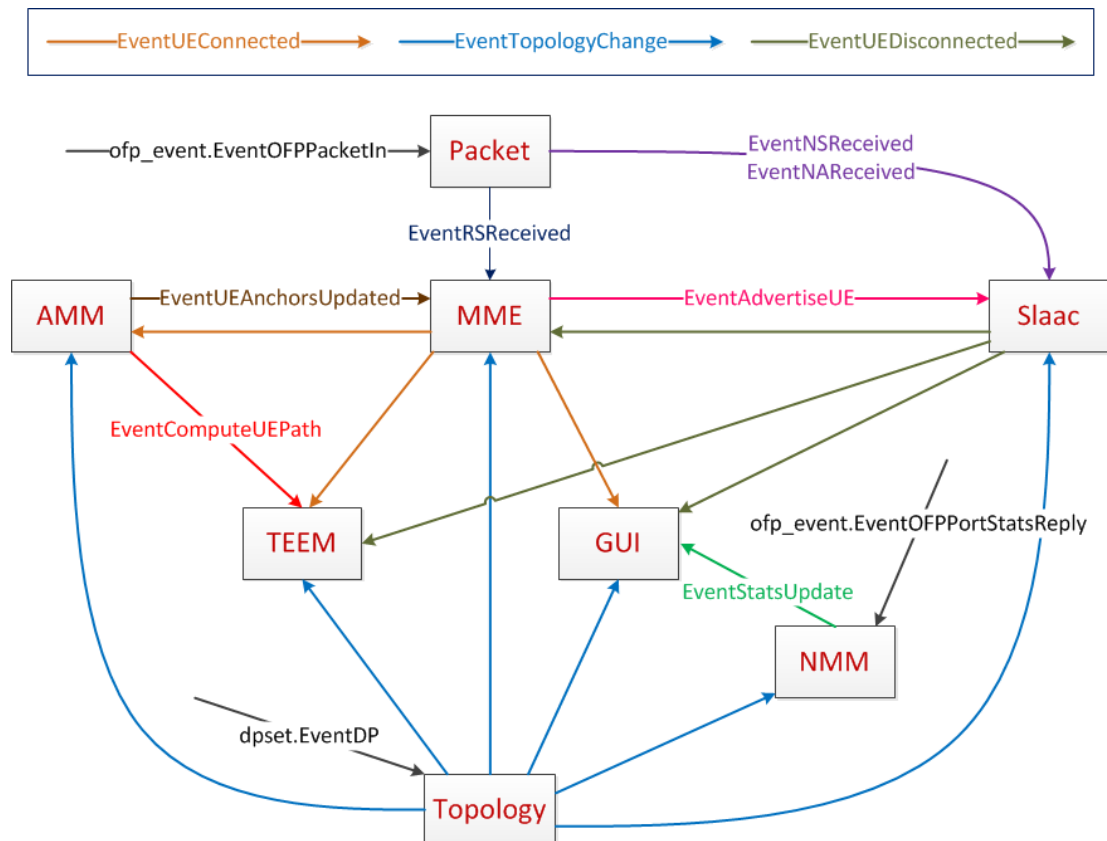 EventUEConnected
EventTopologyChange
EventUEDisconnected
ofp_event.EventOFPPacketIn
Packet
EventNSReceived
EventNAReceived
EventRSReceived
AMM
EventUEAnchorsUpdated
MME
EventAdvertiseUE
Slaac
EventComputeUEPath
TEEM
GUI
ofp_event.EventOFPPortStatsReply
EventStatsUpdate
NMM
dpset.EventDP
Topology